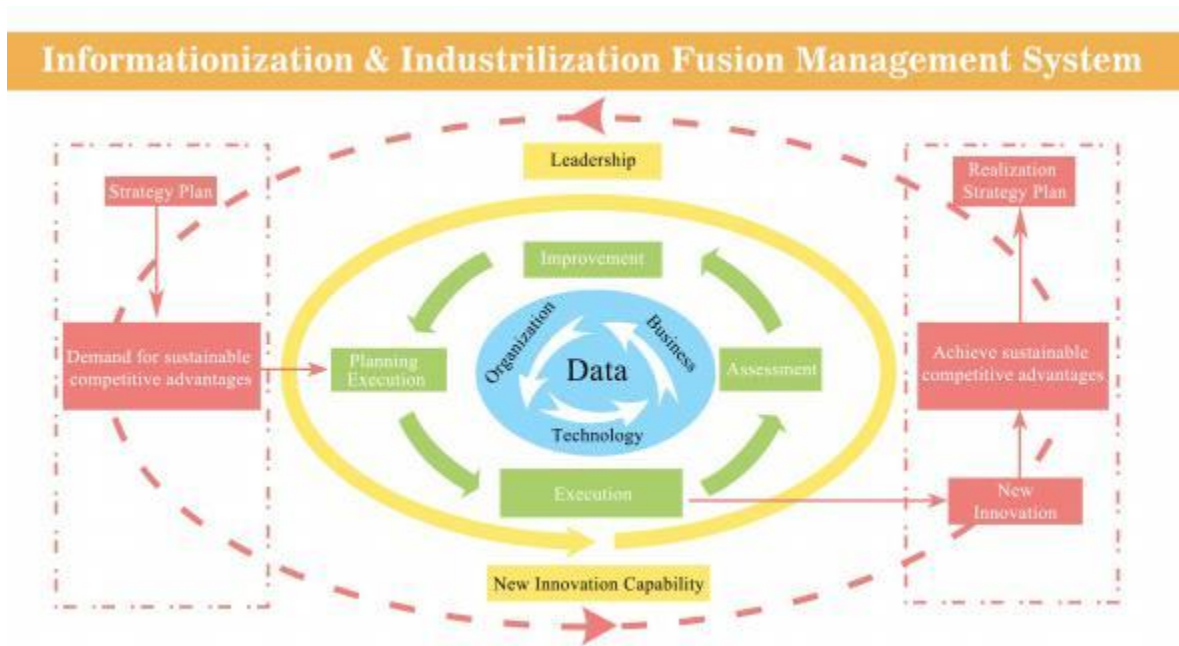 Informationization & Industrilization Fusion Management System
Leadership
Strategy Plan
Realization
Strategy Plan
Improvement
Organization
Business
Demand for sustainable
competitive advantages
Planning
Execution
Data
Assessment
Achieve sustainable
competitive advantages
Technology
Execution
New
Innovation
New Innovation Capability